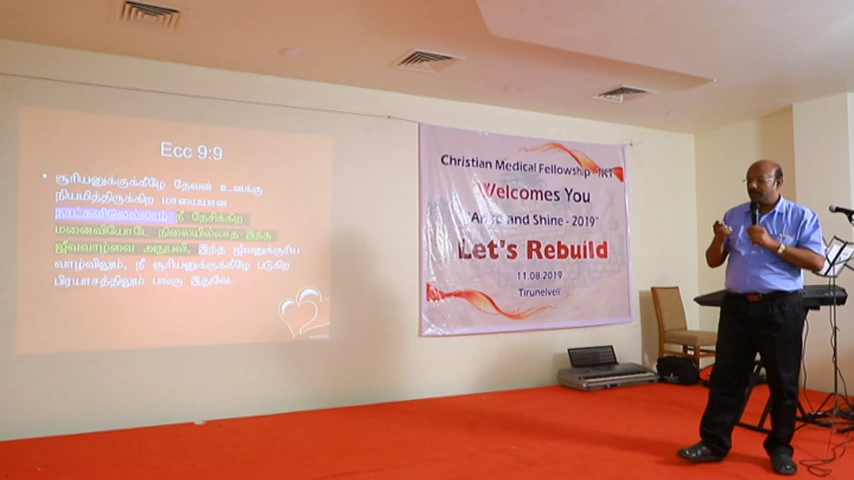 Ecc 9:9
• சூரியனுக்குக்கீழே தேவன் உனக்கு
நியமித்திருக்கிற மாயையான
நாட்களிலெல்லாம் நீ நேசிக்கிற
மனைவியோடே நிலையில்லாத இந்த
ஜீவவாழ்வை அநுபவி, இந்த ஜீவனுக்குரிய
வாழ்விலும், நீ சூரியனுக்குக்கீழே படுகிற
பிரயாசத்திலும் பங்கு இதுவே.
Christian Medical Fellowship - TKT
Welcomes You
"Arise and Shine - 2019"
Let's Rebuild
11.08.2019
Tirunelveli